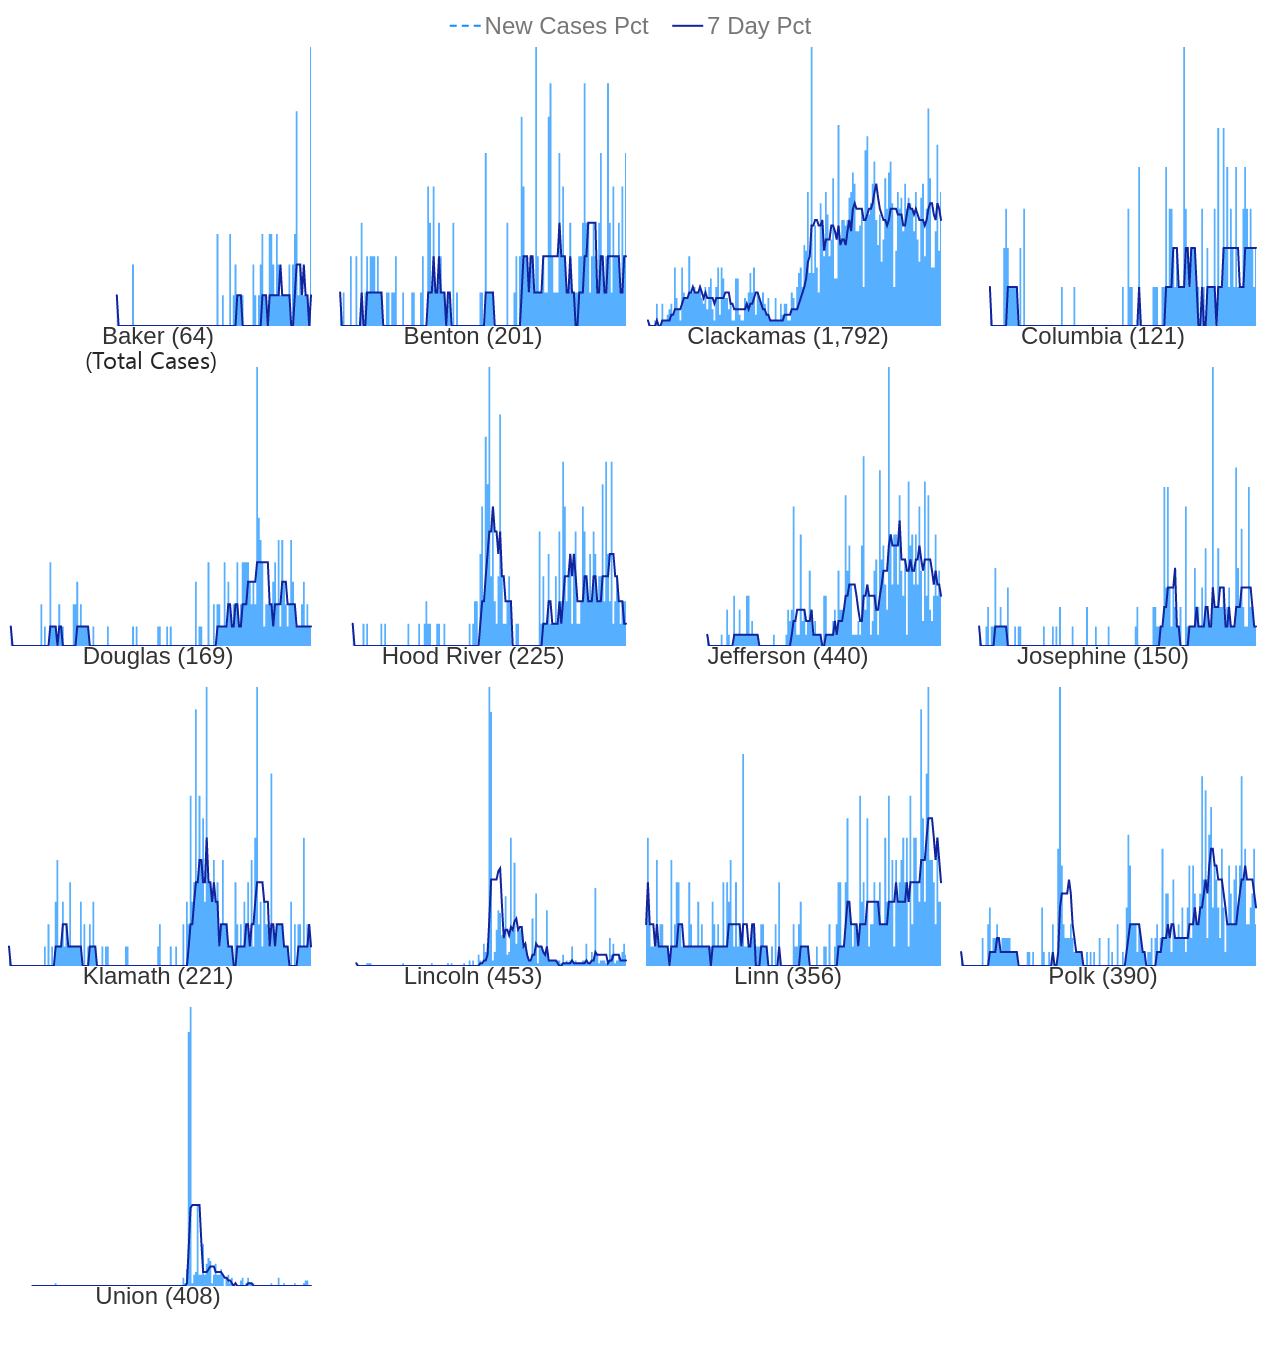 New Cases Pct 7 Day Pct
Baker (64) Benton (201) Clackamas (1,792) Columbia (121)
(Total Cases)
Douglas (169) Hood River (225) Jefferson (440) Josephine (150)
Klamath (221) Lincoln (453) Linn (356) Polk (390)
Union (408)